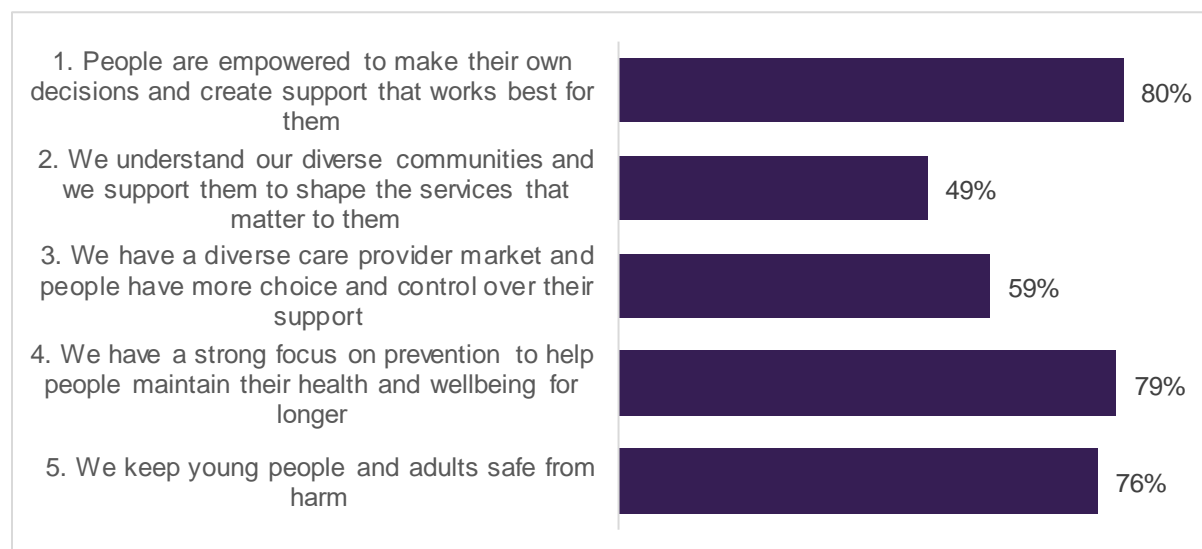 1. People are empowered to make their own
decisions and create support that works best for
them
80%
2. We understand our diverse communities and
we support them to shape the services that
matter to them
49%
3. We have a diverse care provider market and
people have more choice and control over their
support
59%
4. We have a strong focus on prevention to help
people maintain their health and wellbeing for
longer
79%
5. We keep young people and adults safe from
harm
76%